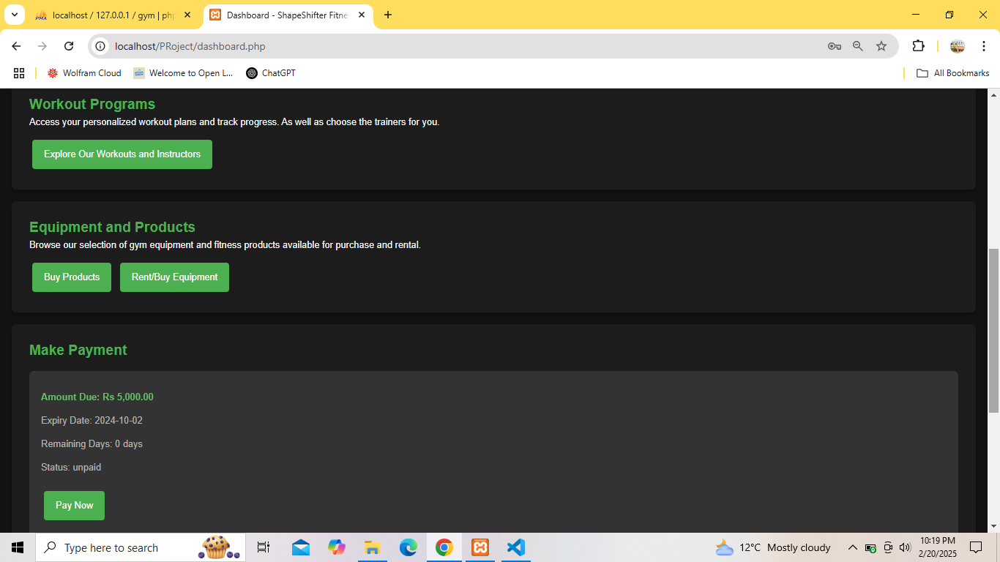 localhost / 127.0.0.1 / gym | php
Dashboard - ShapeShifter Fitne
localhost/PRoject/dashboard.php
Wolfram Cloud
Welcome to Open L...
ChatGPT
All Bookmarks
Workout Programs
Access your personalized workout plans and track progress. As well as choose the trainers for you.
Explore Our Workouts and Instructors
Equipment and Products
Browse our selection of gym equipment and fitness products available for purchase and rental.
Buy Products
Rent/Buy Equipment
Make Payment
Amount Due: Rs 5,000.00
Expiry Date: 2024-10-02
Remaining Days: 0 days
Status: unpaid
Pay Now
Type here to search
12°C Mostly cloudy
10:19 PM
2/20/2025